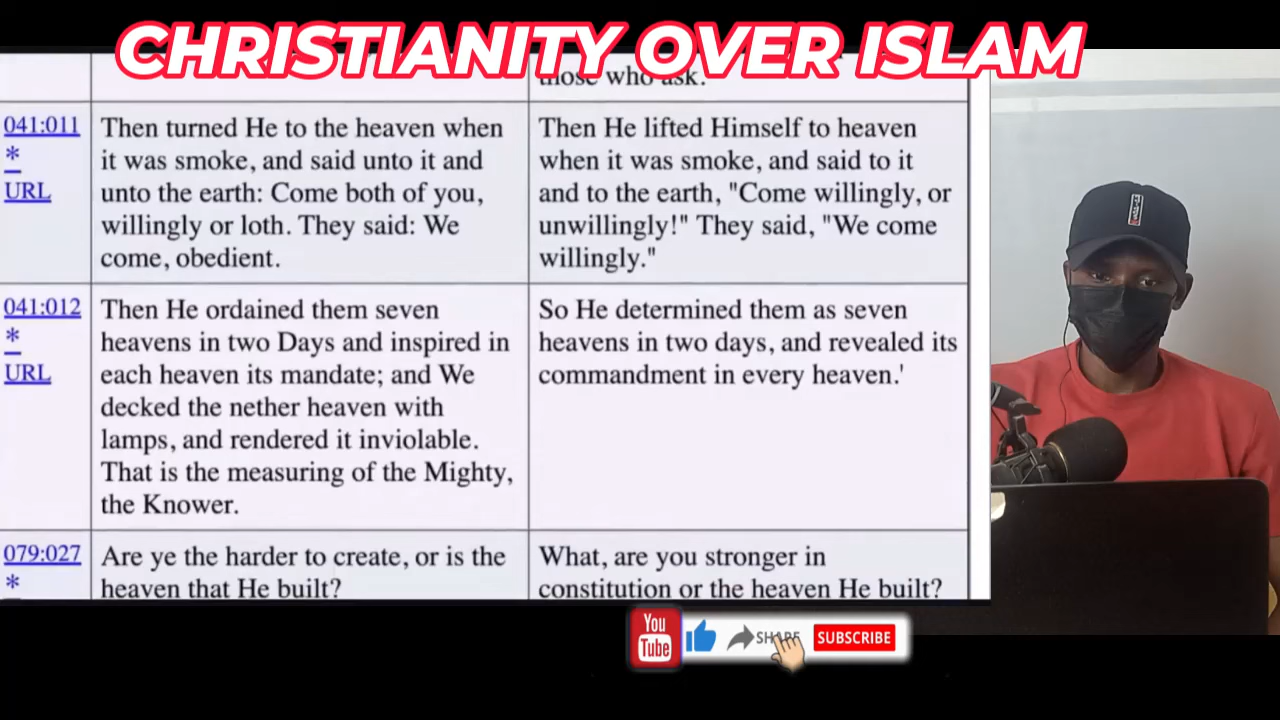 CHRISTIANITY OVER ISLAM
those who ask.
041:011
*
URL
Then turned He to the heaven when
it was smoke, and said unto it and
unto the earth: Come both of you,
willingly or loth. They said: We
come, obedient.
Then He lifted Himself to heaven
when it was smoke, and said to it
and to the earth, "Come willingly, or
unwillingly!" They said, "We come
willingly."
041:012
*
URL
Then He ordained them seven
heavens in two Days and inspired in
each heaven its mandate; and We
decked the nether heaven with
lamps, and rendered it inviolable.
That is the measuring of the Mighty,
the Knower.
So He determined them as seven
heavens in two days, and revealed its
commandment in every heaven.'
079:027
*
Are ye the harder to create, or is the
heaven that He built?
What, are you stronger in
constitution or the heaven He built?
You
Tube
SHARE
SUBSCRIBE